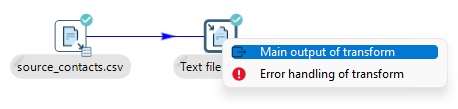 source_contacts.csv
Text file
Main output of transform
Error handling of transform